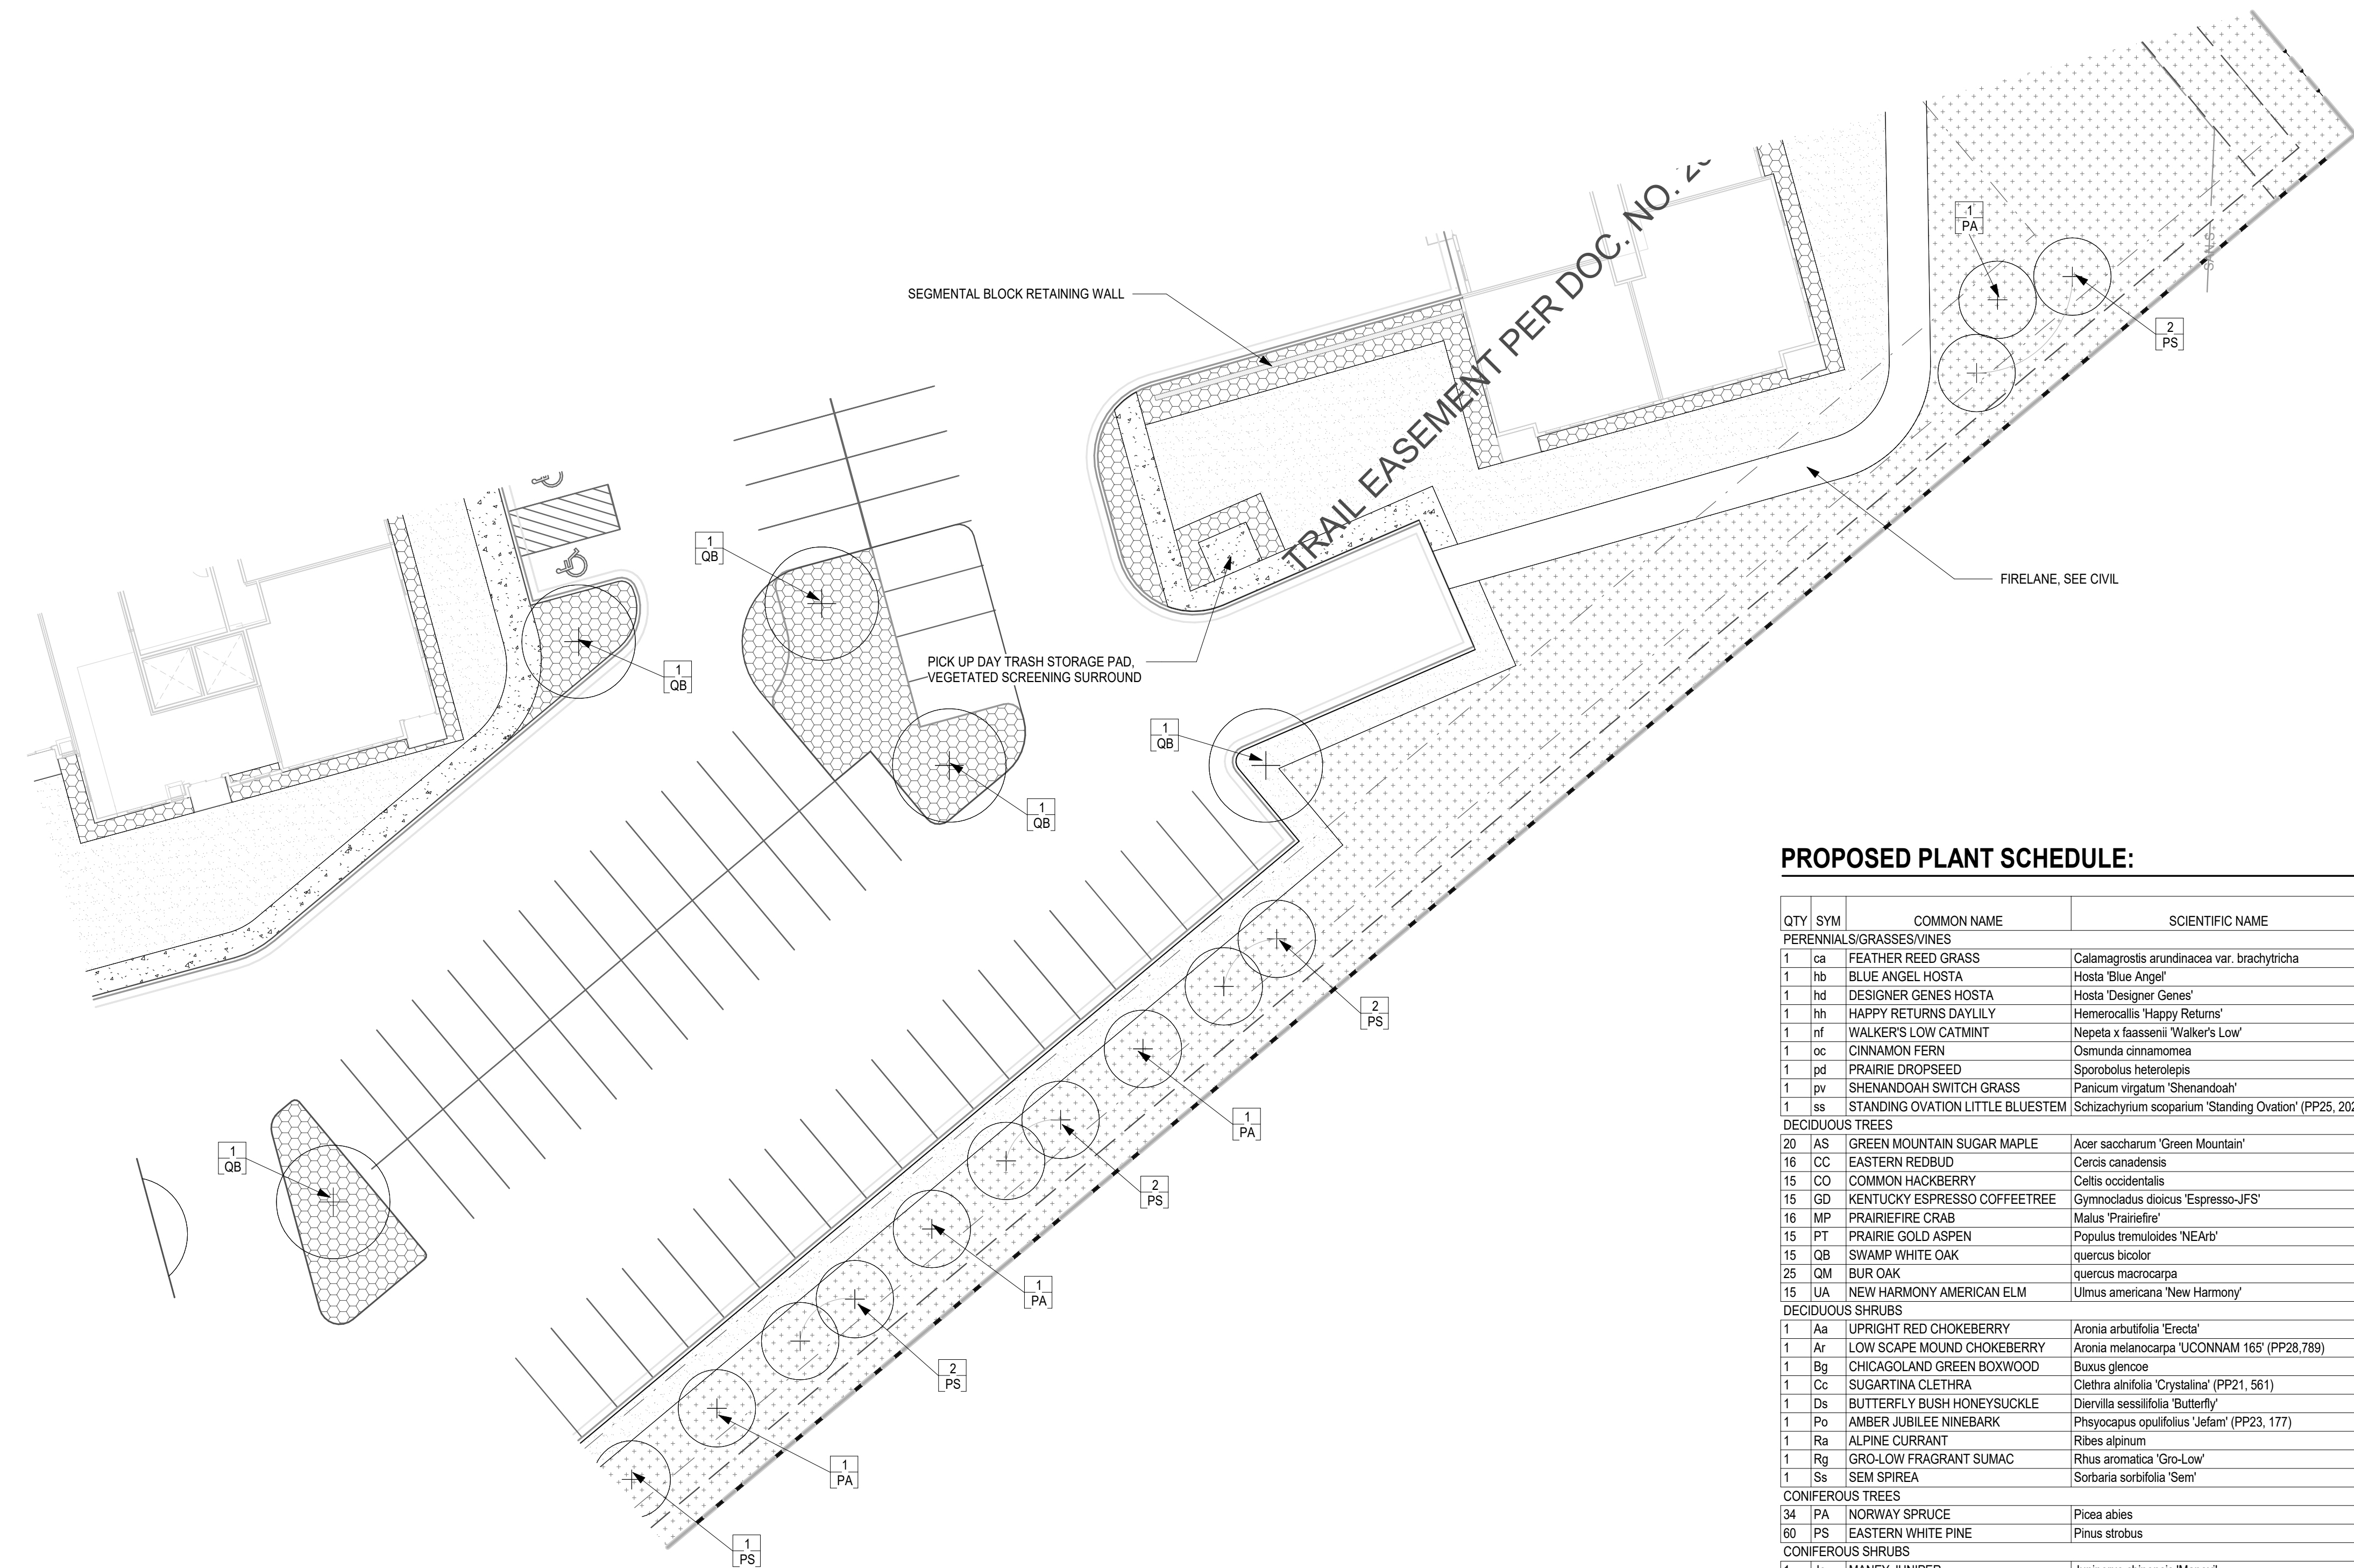 TRAIL EASEMENT PER DOC. NO.
1
PA
SAN S
SEGMENTAL BLOCK RETAINING WALL
2
PS
1
QB
FIRELANE, SEE CIVIL
1
QB
PICK UP DAY TRASH STORAGE PAD,
VEGETATED SCREENING SURROUND
1
QB
1
QB
2
PS
1
PA
1
QB
2
PS
1
PA
2
PS
1
PA
1
PS
PROPOSED PLANT SCHEDULE:
QTY SYM COMMON NAME SCIENTIFIC NAME
PERENNIALS/GRASSES/VINES
1 ca FEATHER REED GRASS Calamagrostis arundinacea var. brachytricha
1 hb BLUE ANGEL HOSTA Hosta 'Blue Angel'
1 hd DESIGNER GENES HOSTA Hosta 'Designer Genes'
1 hh HAPPY RETURNS DAYLILY Hemerocallis 'Happy Returns'
1 nf WALKER'S LOW CATMINT Nepeta x faassenii 'Walker's Low'
1 oc CINNAMON FERN Osmunda cinnamomea
1 pd PRAIRIE DROPSEED Sporobolus heterolepis
1 pv SHENANDOAH SWITCH GRASS Panicum virgatum 'Shenandoah'
1 ss STANDING OVATION LITTLE BLUESTEM Schizachyrium scoparium 'Standing Ovation' (PP25, 202
DECIDUOUS TREES
20 AS GREEN MOUNTAIN SUGAR MAPLE Acer saccharum 'Green Mountain'
16 CC EASTERN REDBUD Cercis canadensis
15 CO COMMON HACKBERRY Celtis occidentalis
15 GD KENTUCKY ESPRESSO COFFEETREE Gymnocladus dioicus 'Espresso-JFS'
16 MP PRAIRIEFIRE CRAB Malus 'Prairiefire'
15 PT PRAIRIE GOLD ASPEN Populus tremuloides 'NEArb'
15 QB SWAMP WHITE OAK quercus bicolor
25 QM BUR OAK quercus macrocarpa
15 UA NEW HARMONY AMERICAN ELM Ulmus americana 'New Harmony'
DECIDUOUS SHRUBS
1 Aa UPRIGHT RED CHOKEBERRY Aronia arbutifolia 'Erecta'
1 Ar LOW SCAPE MOUND CHOKEBERRY Aronia melanocarpa 'UCONNAM 165' (PP28,789)
1 Bg CHICAGOLAND GREEN BOXWOOD Buxus glencoe
1 Cc SUGARTINA CLETHRA Clethra alnifolia 'Crystalina' (PP21, 561)
1 Ds BUTTERFLY BUSH HONEYSUCKLE Diervilla sessilifolia 'Butterfly'
1 Po AMBER JUBILEE NINEBARK Phsyocapus opulifolius 'Jefam' (PP23, 177)
1 Ra ALPINE CURRANT Ribes alpinum
1 Rg GRO-LOW FRAGRANT SUMAC Rhus aromatica 'Gro-Low'
1 Ss SEM SPIREA Sorbaria sorbifolia 'Sem'
CONIFEROUS TREES
34 PA NORWAY SPRUCE Picea abies
60 PS EASTERN WHITE PINE Pinus strobus
CONIFEROUS SHRUBS